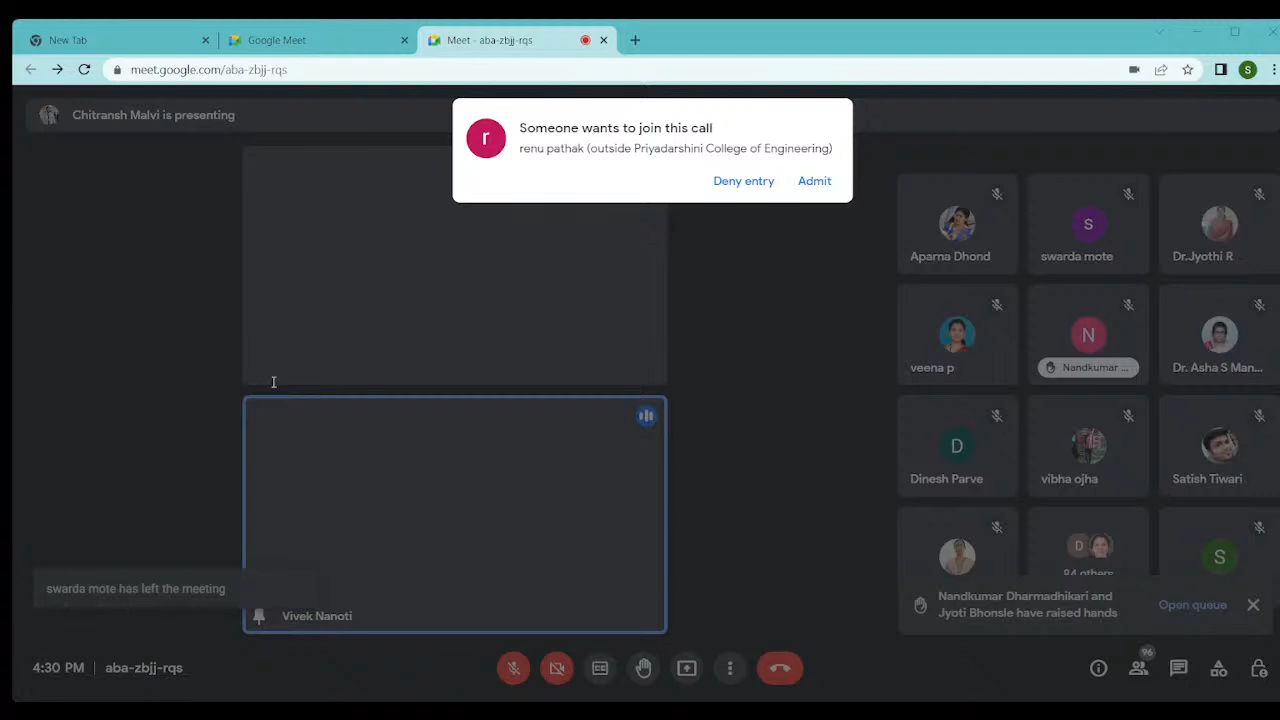 New Tab
Google Meet
Meet - aba-zbjj-rqs
meet.google.com/aba-zbjj-rqs
S
Chitransh Malvi is presenting
r
Someone wants to join this call
renu pathak (outside Priyadarshini College of Engineering)
Deny entry
Admit
S
Aparna Dhond
swarda mote
Dr.Jyothi R
N
veena p
Nandkumar ...
Dr. Asha S Man...
D
Dinesh Parve
vibha ojha
Satish Tiwari
D
S
84 others
swarda mote has left the meeting
Nandkumar Dharmadhikari and
Jyoti Bhonsle have raised hands
Open queue
Vivek Nanoti
4:30 PM | aba-zbjj-rqs
96